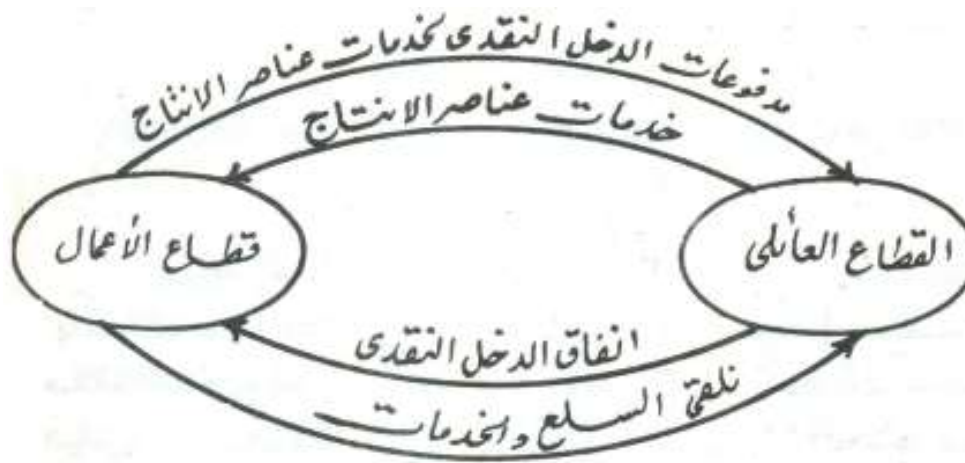 مدفوعات الدخل النقدى لخدمات عناصر الانتاج
خدمات عناصر الانتاج
القطاع العائلى
قطاع الأعمال
انفاق الدخل النقدى
تلقى السلع والخدمات